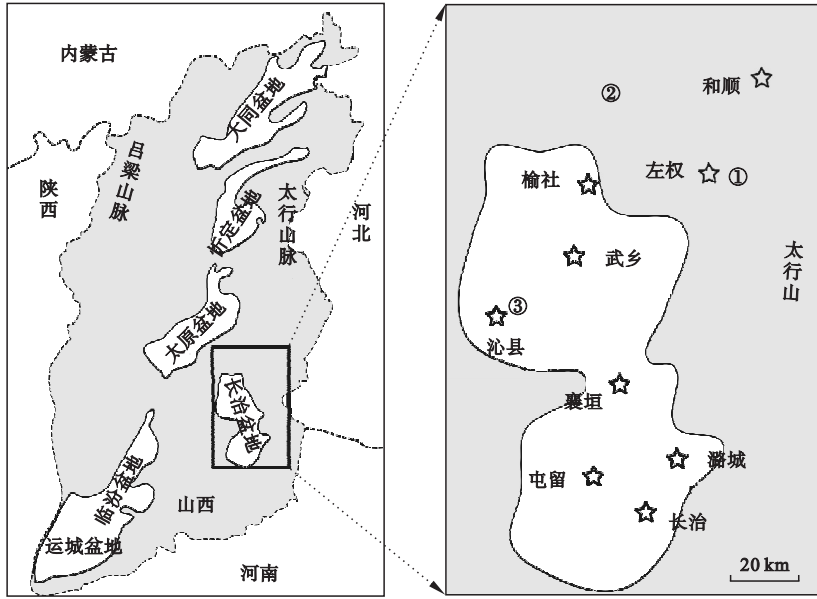 内蒙古
大同盆地
吕梁山脉
陕西
忻定盆地
太行山脉
河北
太原盆地
长治盆地
临汾盆地
山西
运城盆地
河南
②
和顺
左权
①
榆社
太行山
武乡
③
沁县
襄垣
潞城
屯留
长治
20 km